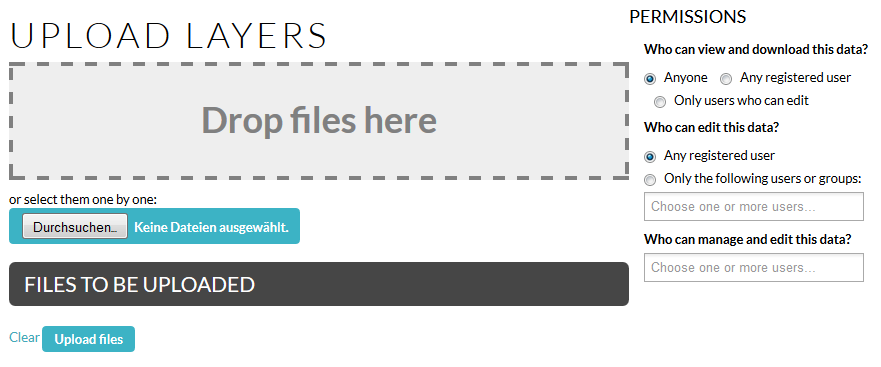 UPLOAD LAYERS
Drop files here
or select them one by one:
Durchsuchen... Keine Dateien ausgewählt.
FILES TO BE UPLOADED
Clear Upload files
PERMISSIONS
Who can view and download this data?
Anyone Any registered user
Only users who can edit
Who can edit this data?
Any registered user
Only the following users or groups:
Choose one or more users...
Who can manage and edit this data?
Choose one or more users...